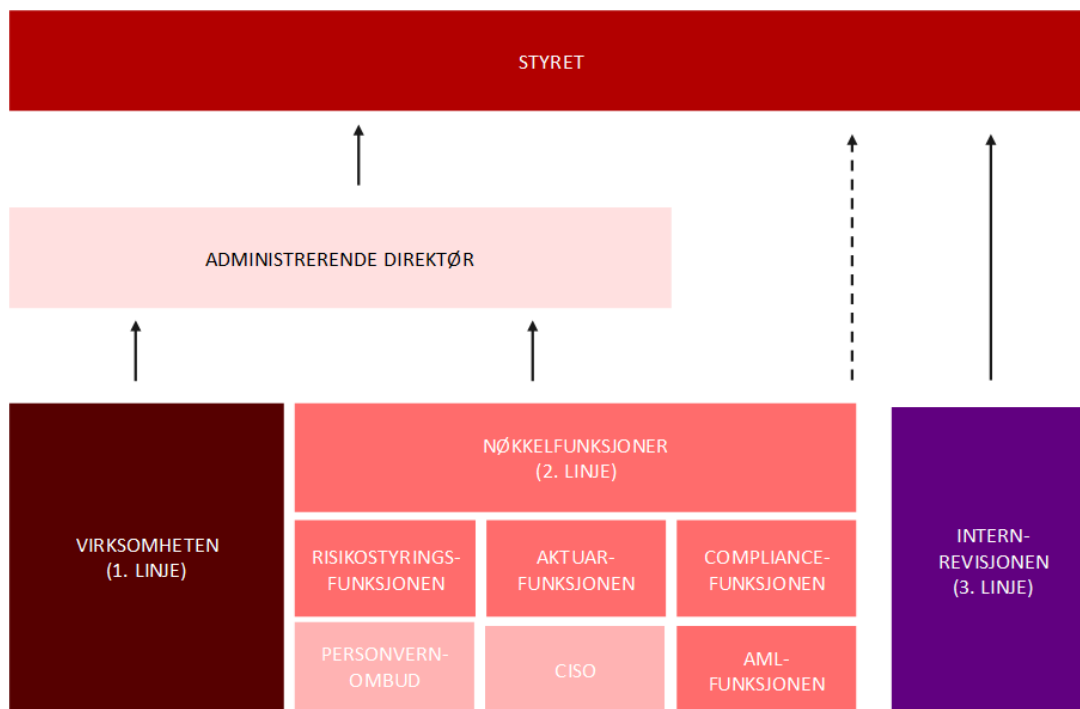 STYRET
ADMINISTRERENDE DIREKTØR
VIRKSOMHETEN
(1. LINJE)
NØKKELFUNKSJONER
(2. LINJE)
RISIKOSTYRINGS-
FUNKSJONEN
AKTUAR-
FUNKSJONEN
COMPLIANCE-
FUNKSJONEN
PERSONVERN-
OMBUD
CISO
AML-
FUNKSJONEN
INTERN-
REVISJONEN
(3. LINJE)